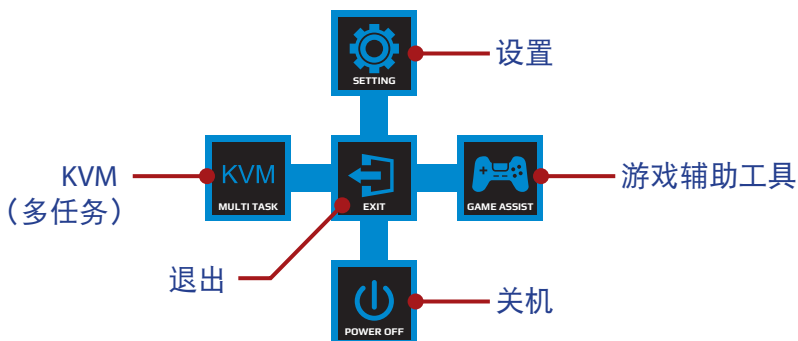 SETTING
设置
KVM
（多任务）
KVM
MULTI TASK
EXIT
GAME ASSIST
游戏辅助工具
退出
POWER OFF
关机